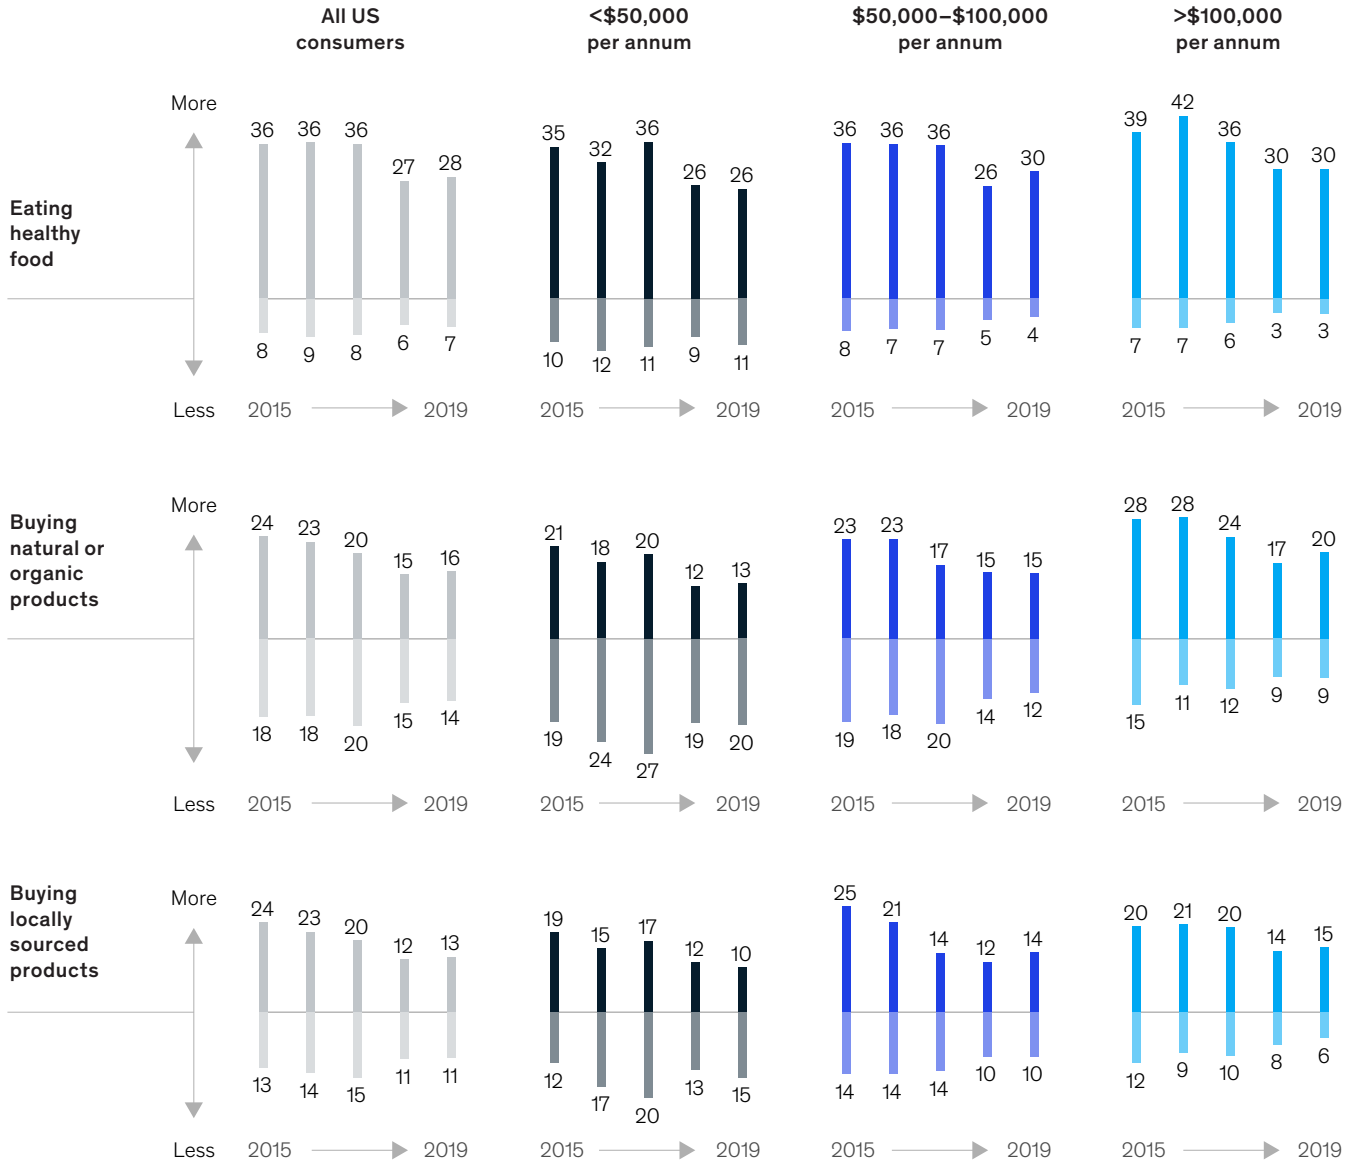 All US
consumers
<$50,000
per annum
$50,000–$100,000
per annum
>$100,000
per annum
Eating
healthy
food
More
Less
36 36 36 27 28
8 9 8 6 7
2015 2019
35 32 36 26 26
10 12 11 9 11
2015 2019
36 36 36 26 30
8 7 7 5 4
2015 2019
39 42 36 30 30
7 7 6 3 3
2015 2019
Buying
natural or
organic
products
More
Less
24 23 20 15 16
18 18 20 15 14
2015 2019
21 18 20 12 13
19 24 27 19 20
2015 2019
23 23 17 15 15
19 18 20 14 12
2015 2019
28 28 24 17 20
15 11 12 9 9
2015 2019
Buying
locally
sourced
products
More
Less
24 23 20 12 13
13 14 15 11 11
2015 2019
19 15 17 12 10
12 17 20 13 15
2015 2019
25 21 14 12 14
14 14 14 10 10
2015 2019
20 21 20 14 15
12 9 10 8 6
2015 2019